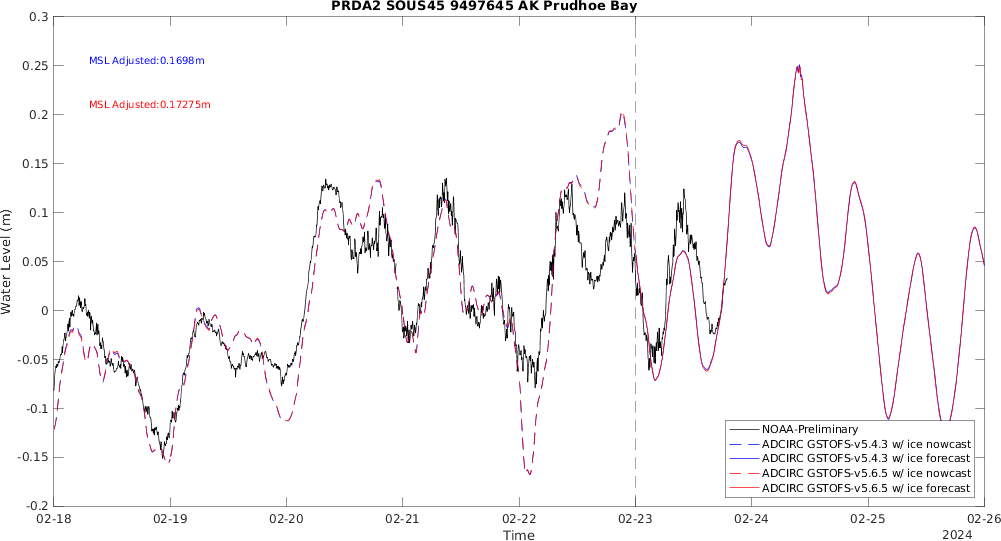 PRDA2 SOUS45 9497645 AK Prudhoe Bay
0.3
0.25
0.2
0.15
0.1
0.05
0
-0.05
-0.1
-0.15
-0.2
Water Level (m)
MSL Adjusted:0.1698m
MSL Adjusted:0.17275m
NOAA-Preliminary
ADCIRC GSTOFS-v5.4.3 w/ ice nowcast
ADCIRC GSTOFS-v5.4.3 w/ ice forecast
ADCIRC GSTOFS-v5.6.5 w/ ice nowcast
ADCIRC GSTOFS-v5.6.5 w/ ice forecast
02-18 02-19 02-20 02-21 02-22 02-23 02-24 02-25 02-26
Time
2024